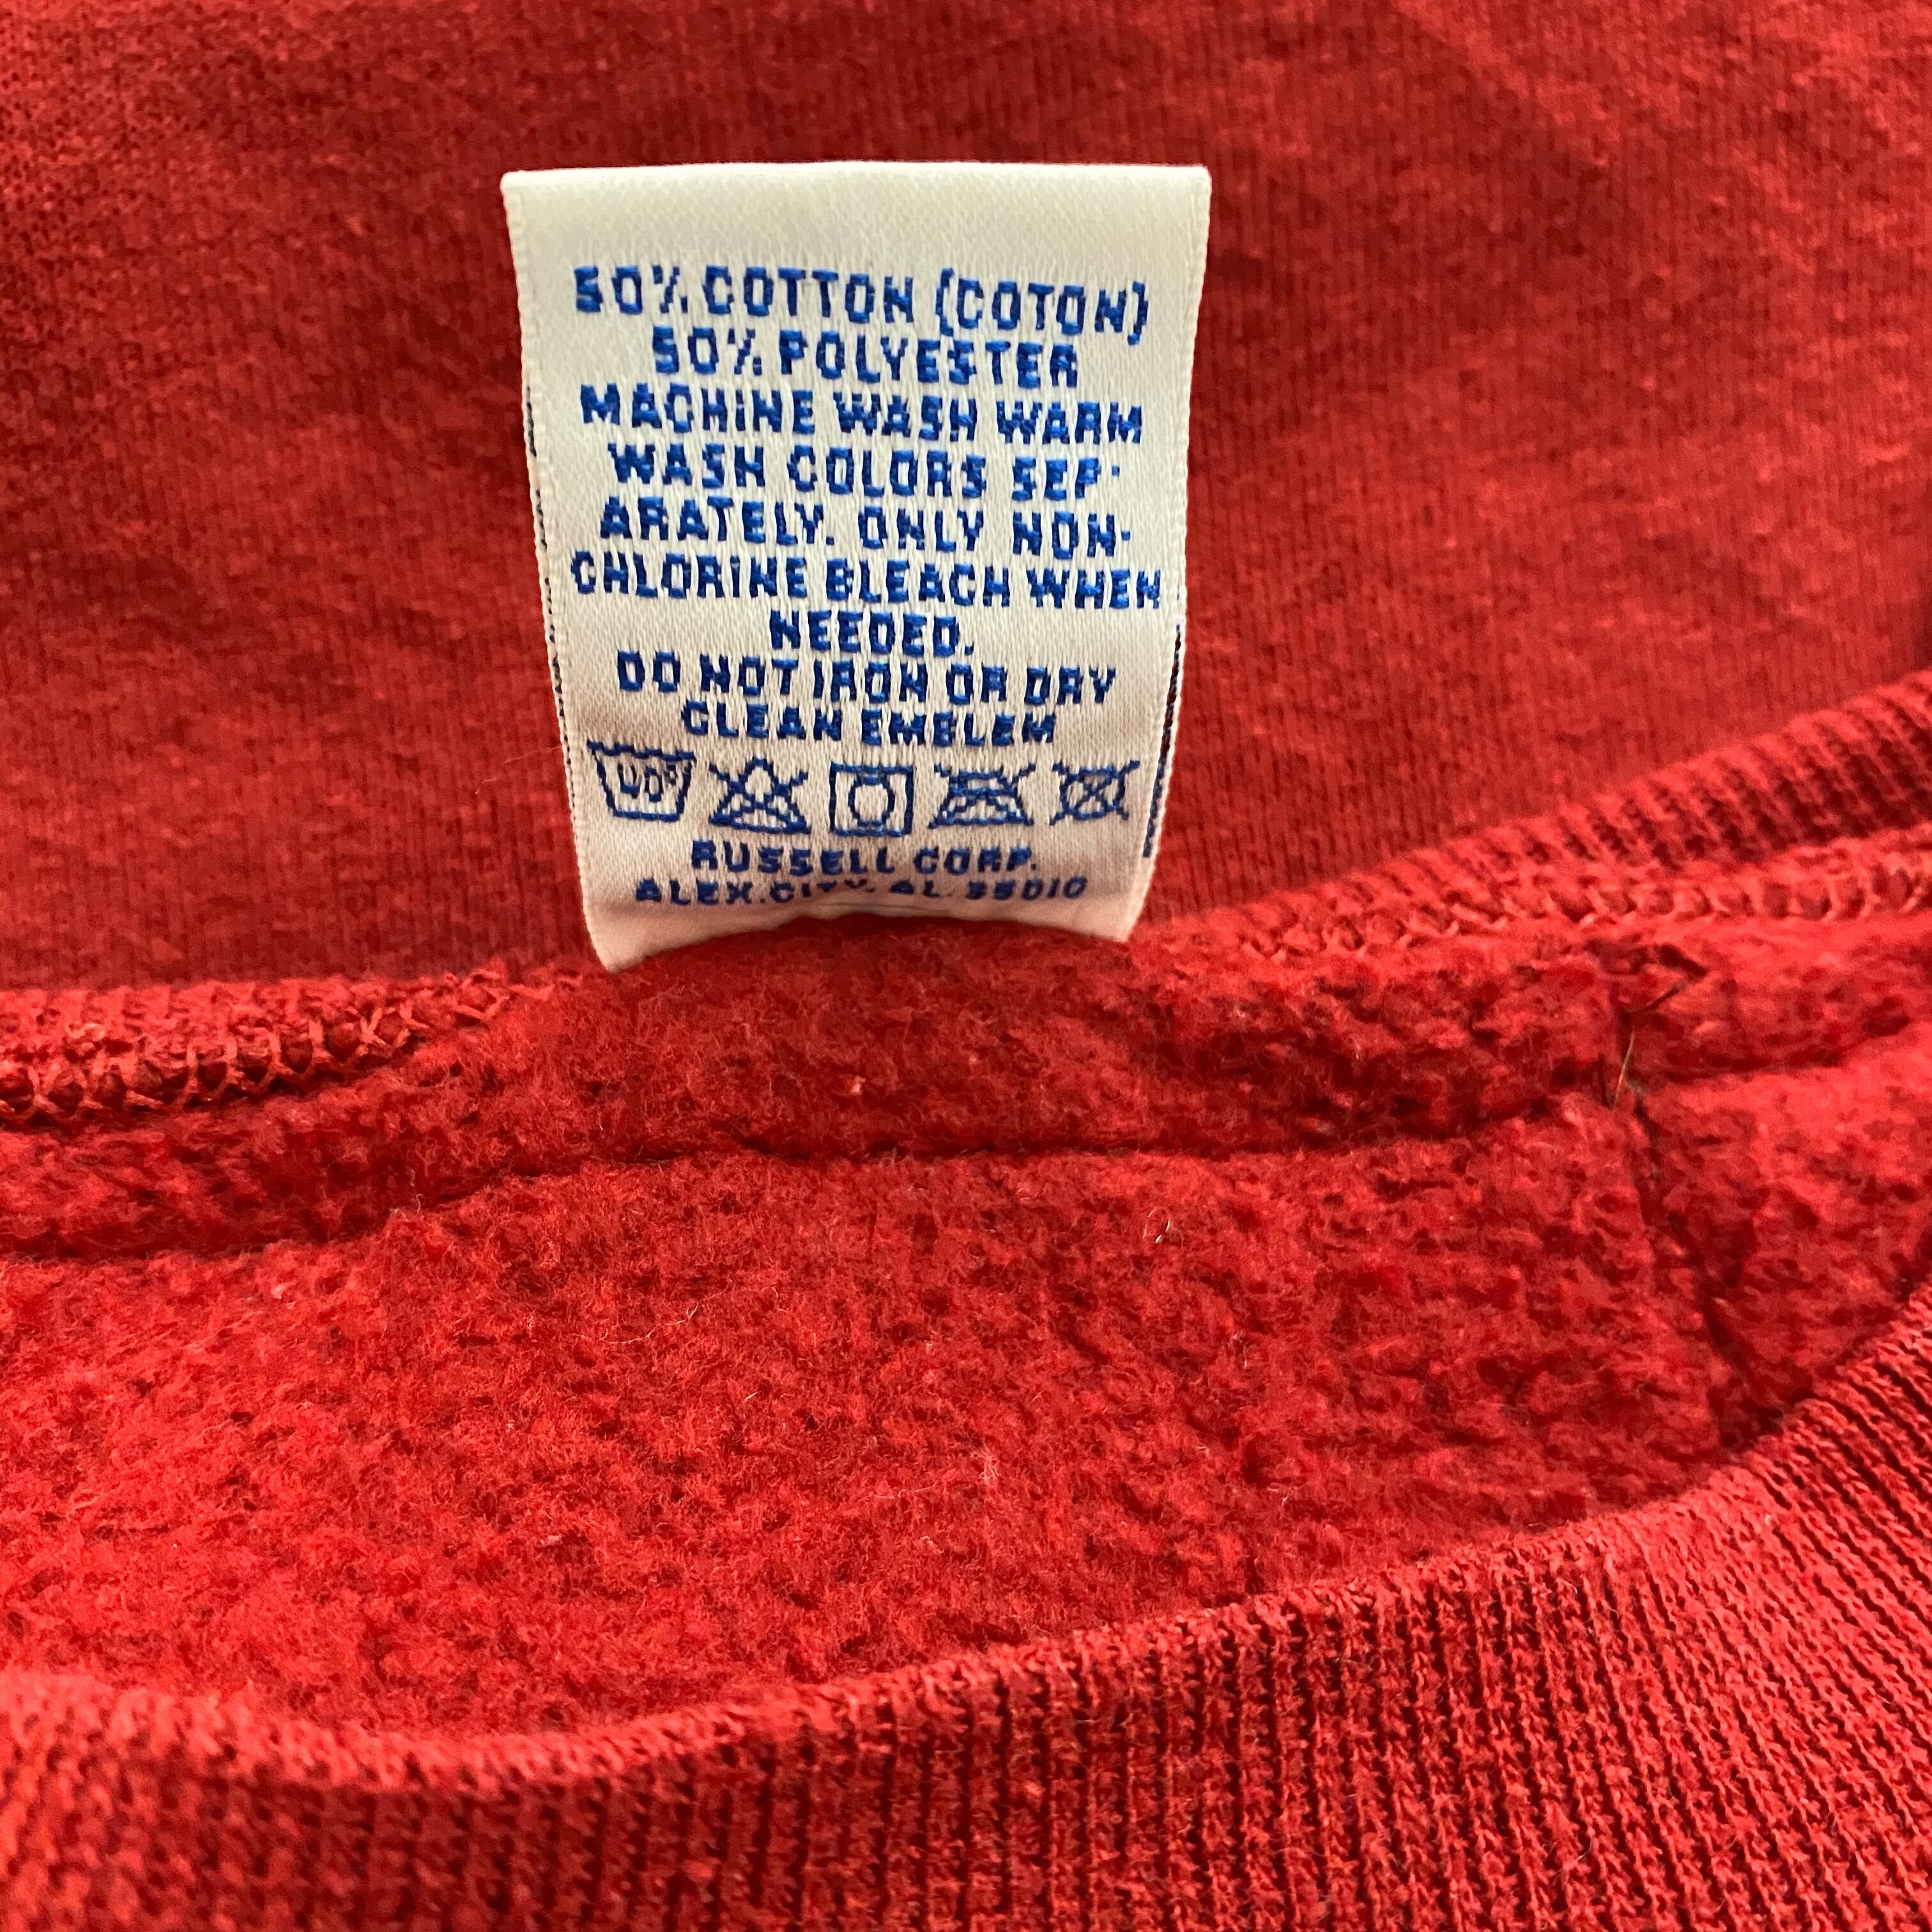 50% COTTON (COTON)
50% POLYESTER
MACHINE WASH WARM
WASH COLORS SEP-
ARATELY. ONLY NON-
CHLORINE BLEACH WHEN
NEEDED.
DO NOT IRON OR DRY
CLEAN EMBLEM
40°
RUSSELL CORP.
ALEX.CITY, AL. 35010